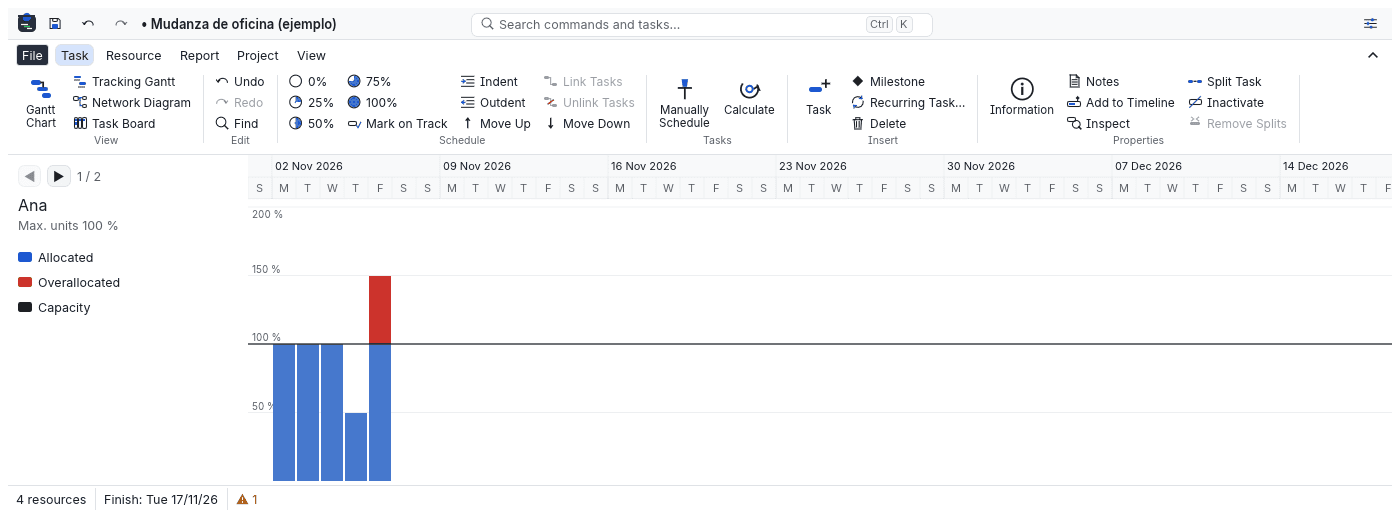 • Mudanza de oficina (ejemplo)
Search commands and tasks...
Ctrl K
File Task Resource Report Project View
Gantt Chart
Tracking Gantt
Network Diagram
Task Board
View
Undo
Redo
Find
Edit
0%
25%
50%
75%
100%
Mark on Track
Indent
Outdent
Move Up
Link Tasks
Unlink Tasks
Move Down
Schedule
Manually Schedule
Calculate
Tasks
Task
Milestone
Recurring Task...
Delete
Insert
Information
Notes
Add to Timeline
Inspect
Split Task
Inactivate
Remove Splits
Properties
1 / 2
Ana
Max. units 100 %
Allocated
Overallocated
Capacity
02 Nov 2026 09 Nov 2026 16 Nov 2026 23 Nov 2026 30 Nov 2026 07 Dec 2026 14 Dec 2026
S M T W T F S S M T W T F S S M T W T F S S M T W T F S S M T W T F S S M T W T F S S M T W T F
200 %
150 %
100 %
50 %
4 resources
Finish: Tue 17/11/26
1